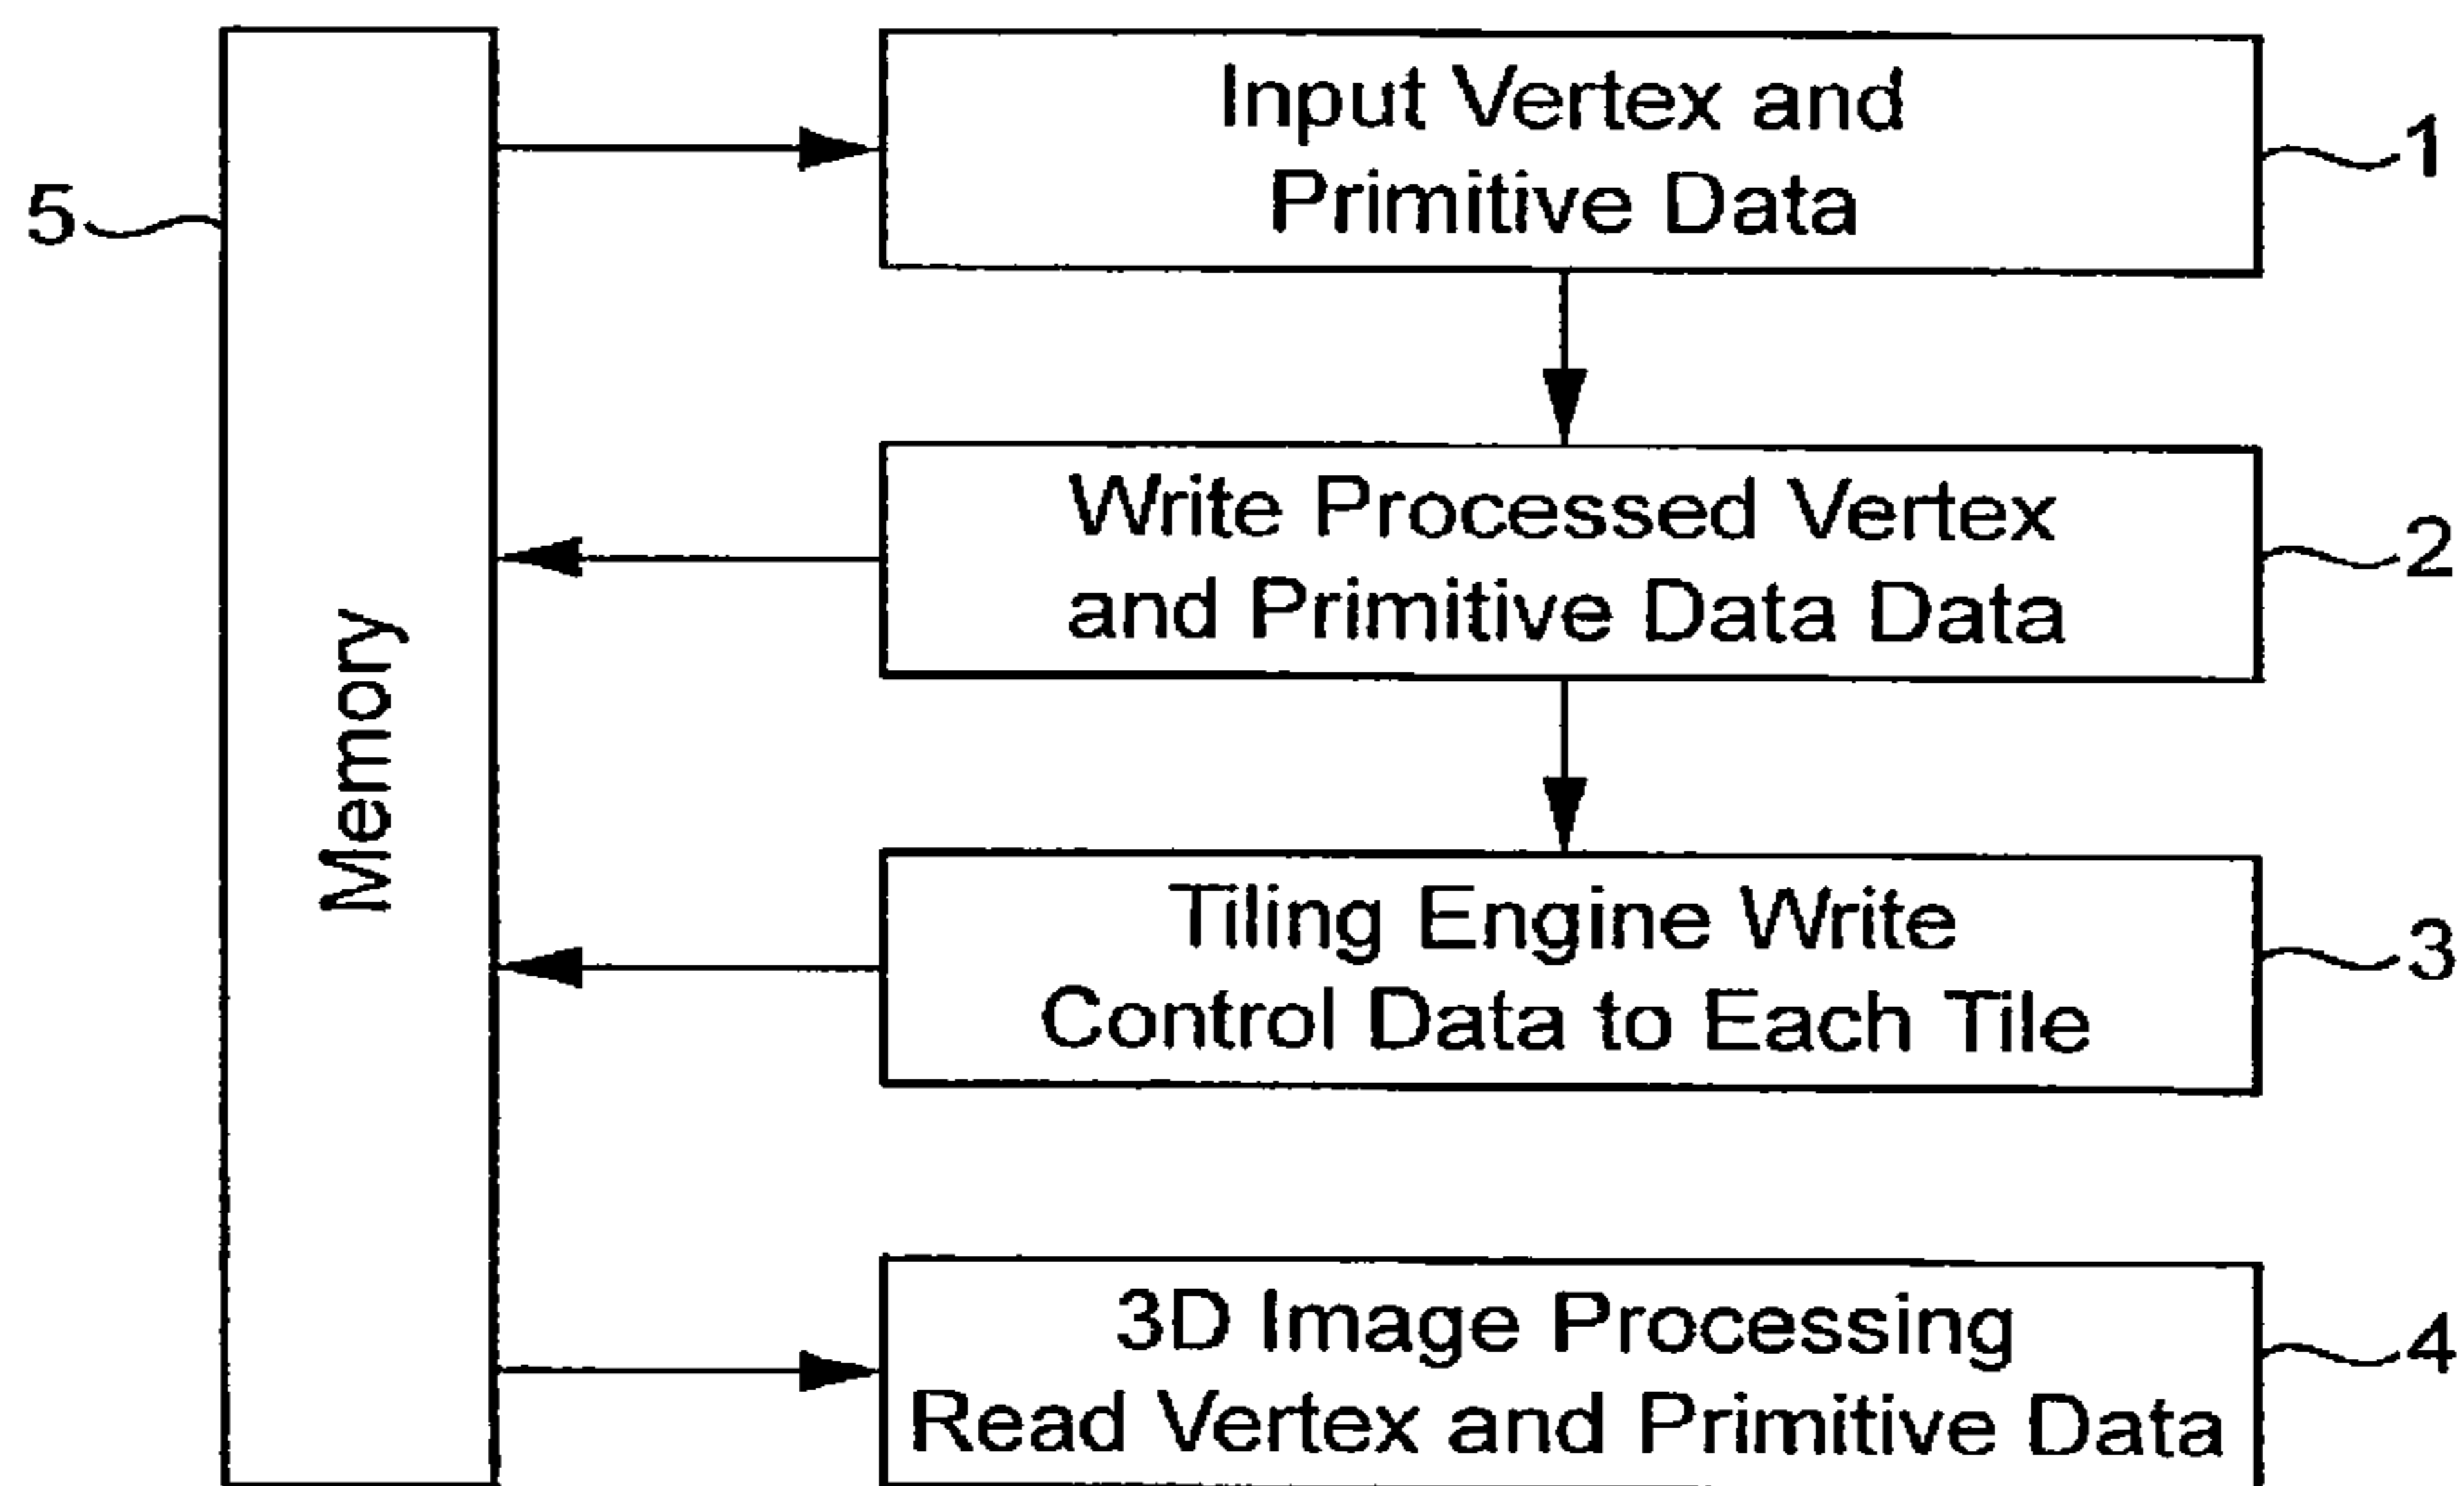 Input Vertex and
Primitive Data
1
5
Write Processed Vertex
and Primitive Data Data
2
Memory
Tiling Engine Write
Control Data to Each Tile
3
3D Image Processing
Read Vertex and Primitive Data
4